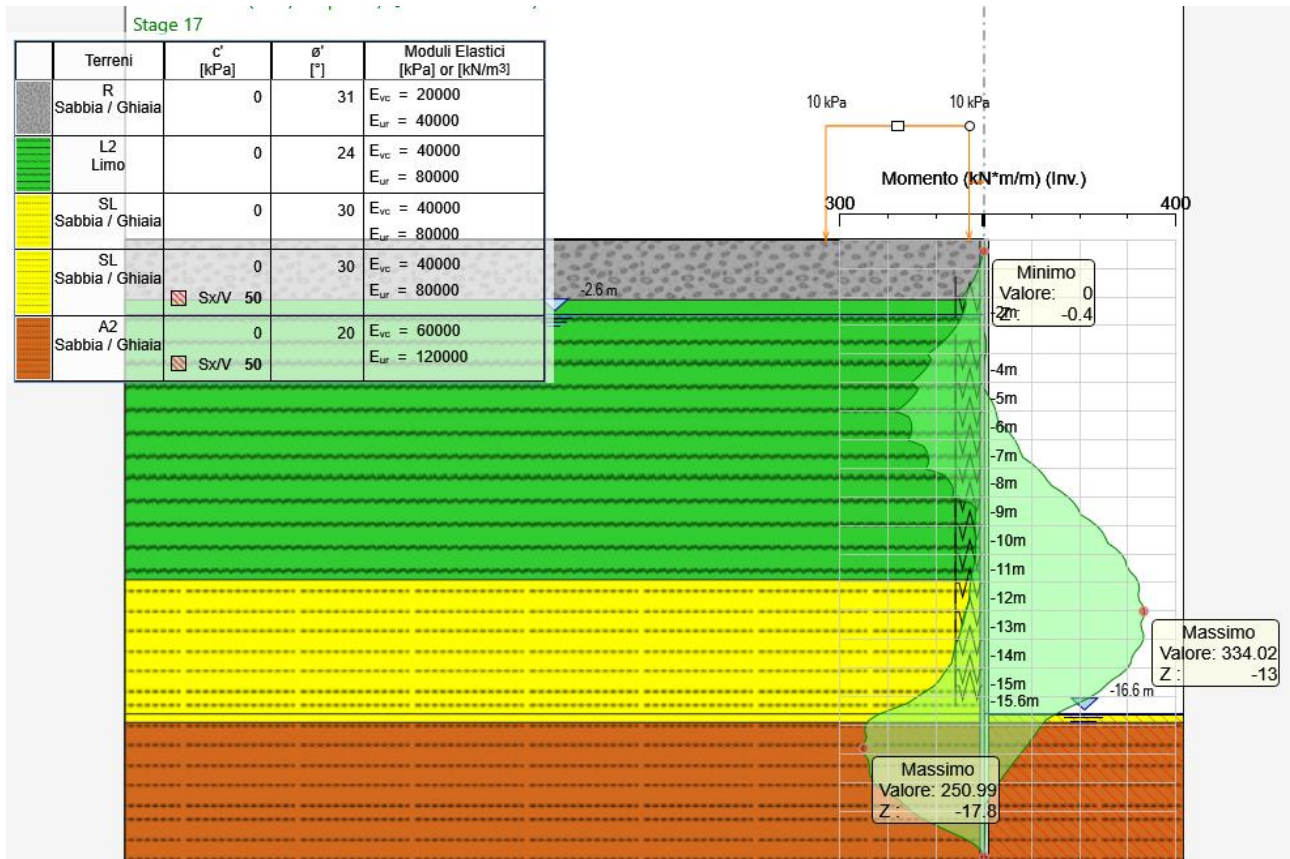 Stage 17
Terreni c' [kPa] ø' [°] Moduli Elastici [kPa] or [kN/m³]
R Sabbia / Ghiaia 0 31 Evc = 20000
Eur = 40000
L2 Limo 0 24 Evc = 40000
Eur = 80000
SL Sabbia / Ghiaia 0 30 Evc = 40000
Eur = 80000
SL Sabbia / Ghiaia 0 30 Evc = 40000
Sx/V 50 Eur = 80000
A2 Sabbia / Ghiaia 0 20 Evc = 60000
Sx/V 50 Eur = 120000
10 kPa 10 kPa
Momento (kN*m/m) (Inv.)
300 400
-2.6 m
Minimo
Valore: 0
Z : -0.4
-2m
-4m
-5m
-6m
-7m
-8m
-9m
-10m
-11m
-12m
-13m
-14m
-15m
-15.6m
Massimo
Valore: 334.02
Z : -13
-16.6 m
Massimo
Valore: 250.99
Z : -17.8